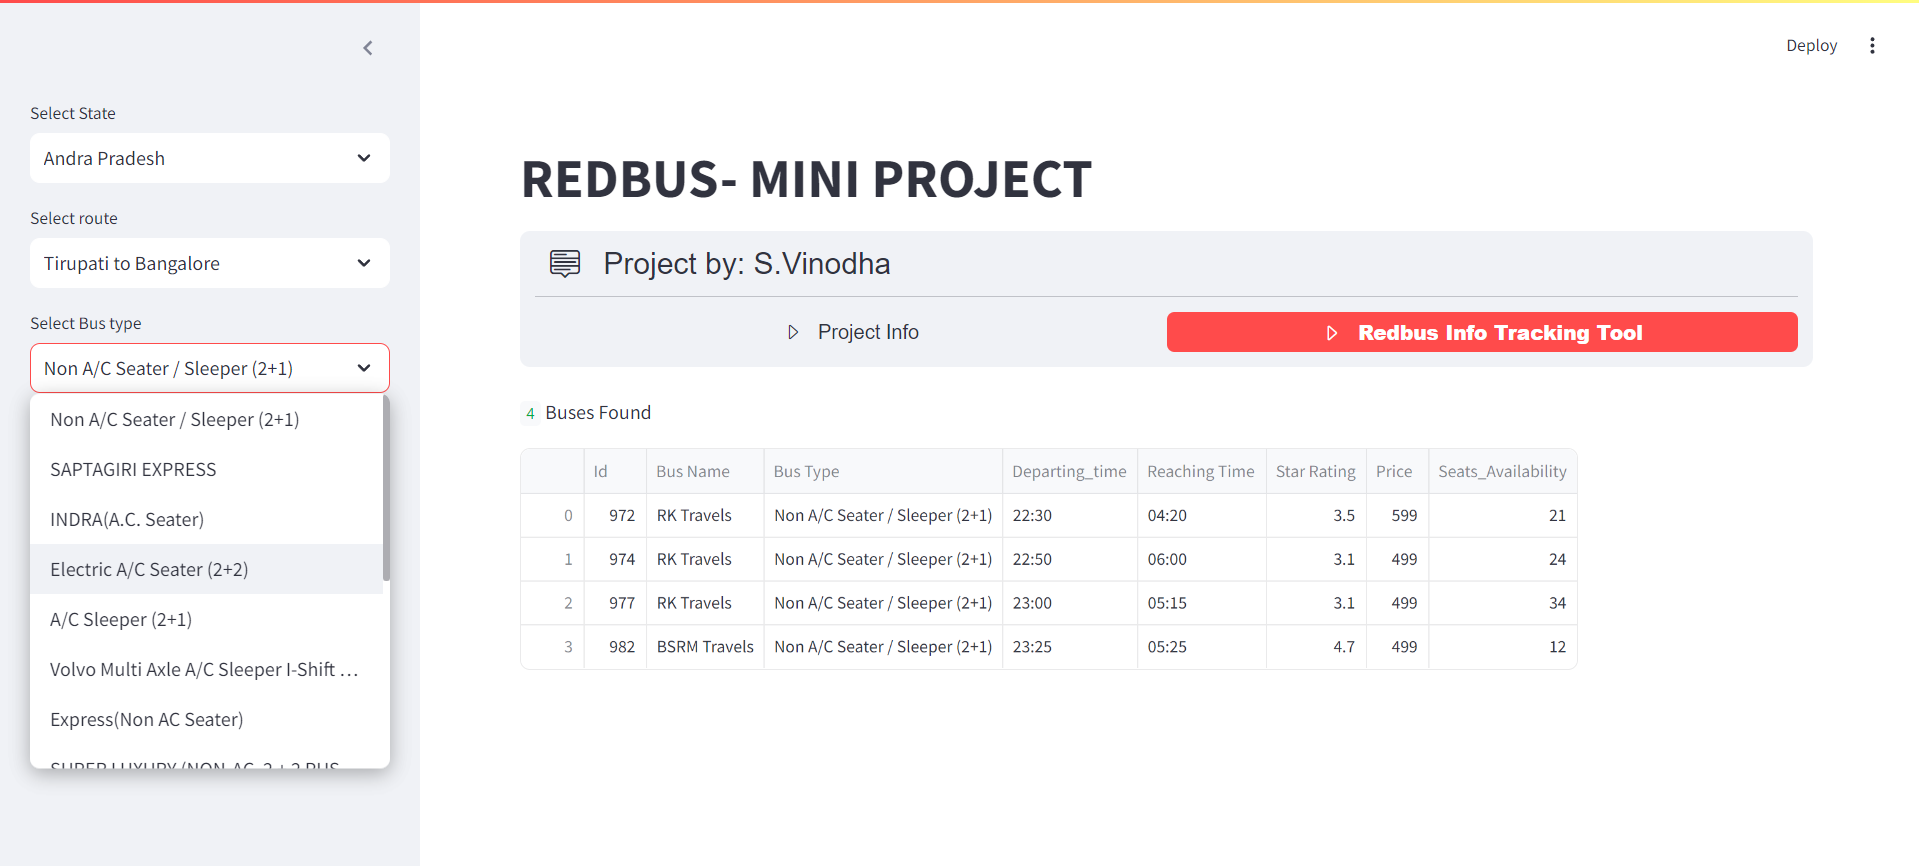 Deploy
Select State
Andra Pradesh
Select route
Tirupati to Bangalore
Select Bus type
Non A/C Seater / Sleeper (2+1)
Non A/C Seater / Sleeper (2+1)
SAPTAGIRI EXPRESS
INDRA(A.C. Seater)
Electric A/C Seater (2+2)
A/C Sleeper (2+1)
Volvo Multi Axle A/C Sleeper I-Shift ...
Express(Non AC Seater)
SUPER LUXURY (NON-AC, 2 + 2 PUS
REDBUS- MINI PROJECT
Project by: S.Vinodha
Project Info
Redbus Info Tracking Tool
4 Buses Found
Id Bus Name Bus Type Departing_time Reaching Time Star Rating Price Seats_Availability
0 972 RK Travels Non A/C Seater / Sleeper (2+1) 22:30 04:20 3.5 599 21
1 974 RK Travels Non A/C Seater / Sleeper (2+1) 22:50 06:00 3.1 499 24
2 977 RK Travels Non A/C Seater / Sleeper (2+1) 23:00 05:15 3.1 499 34
3 982 BSRM Travels Non A/C Seater / Sleeper (2+1) 23:25 05:25 4.7 499 12